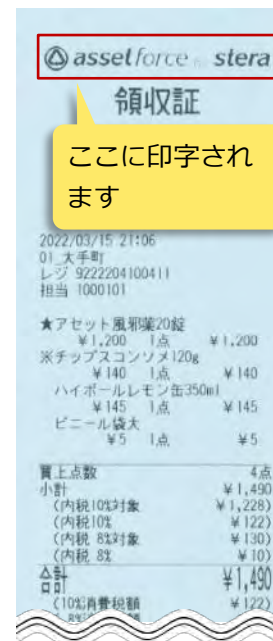 assetforce for stera
領収証
ここに印字され
ます
2022/03/15 21:06
01_大手町
レジ 9222204100411
担当 1000101
★アセット風邪薬20錠
¥1,200 1点 ¥1,200
※チップスコンソメ120g
¥140 1点 ¥140
ハイボールレモン缶350ml
¥145 1点 ¥145
ビニール袋大
¥5 1点 ¥5
買上点数 4点
小計 ¥1,490
(内税10%対象 ¥1,228)
(内税10% ¥122)
(内税 8%対象 ¥130)
(内税 8% ¥10)
合計 ¥1,490
(10%消費税額 ¥122)